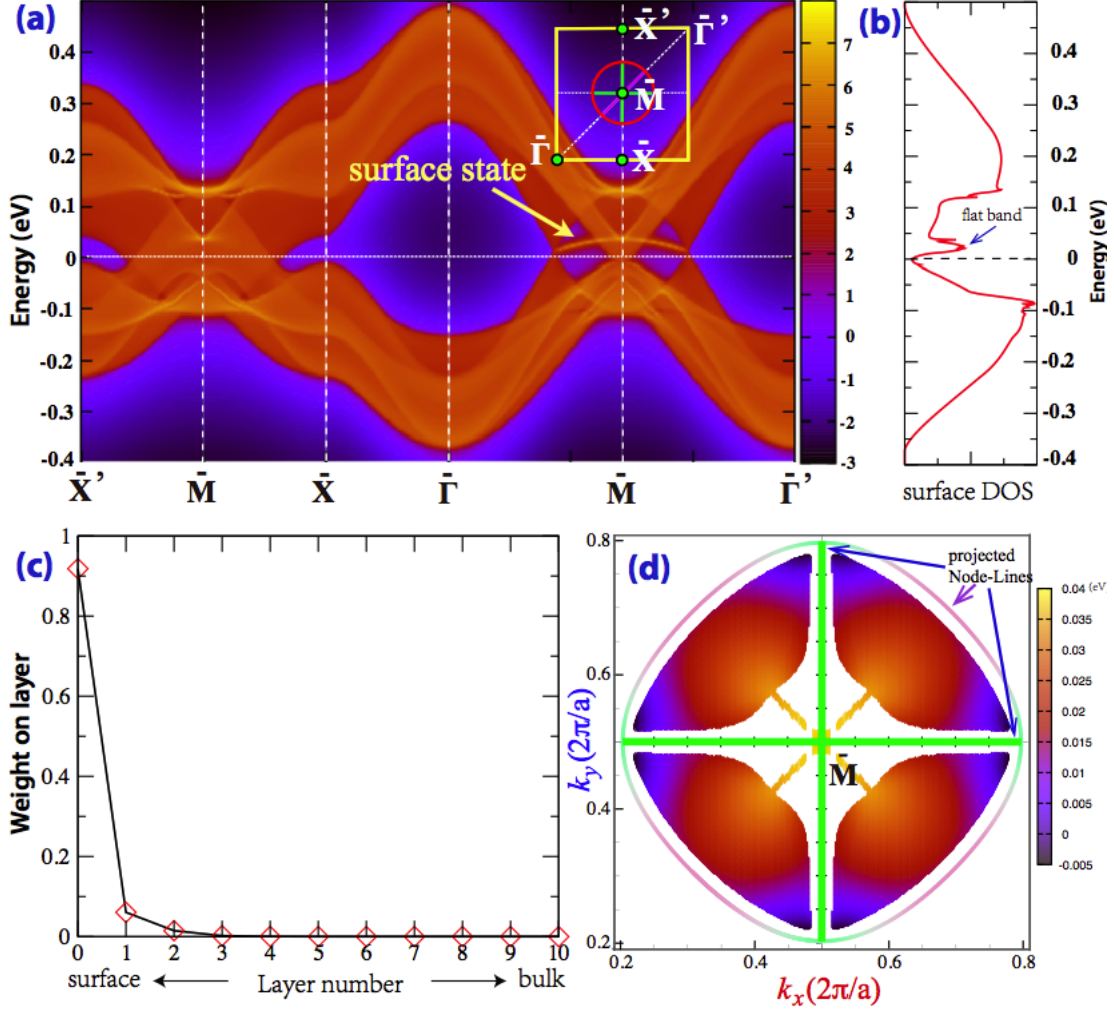 (a)
0.4
0.3
0.2
0.1
0
-0.1
-0.2
-0.3
-0.4
Energy (eV)
surface state
X̄'
Γ̄'
M̄
Γ̄
X̄
X̄' M̄ X̄ Γ̄ M̄ Γ̄'
7
6
5
4
3
2
1
0
-1
-2
-3
(b)
0.4
0.3
0.2
0.1
0
-0.1
-0.2
-0.3
-0.4
Energy (eV)
flat band
surface DOS
(c)
1
0.8
0.6
0.4
0.2
0
Weight on layer
0 1 2 3 4 5 6 7 8 9 10
surface Layer number bulk
(d)
projected
Node-Lines
M̄
0.8
0.6
0.4
0.2
k_y(2π/a)
0.2 0.4 0.6 0.8
k_x(2π/a)
0.04 (eV)
0.035
0.03
0.025
0.02
0.015
0.01
0.005
0
-0.005